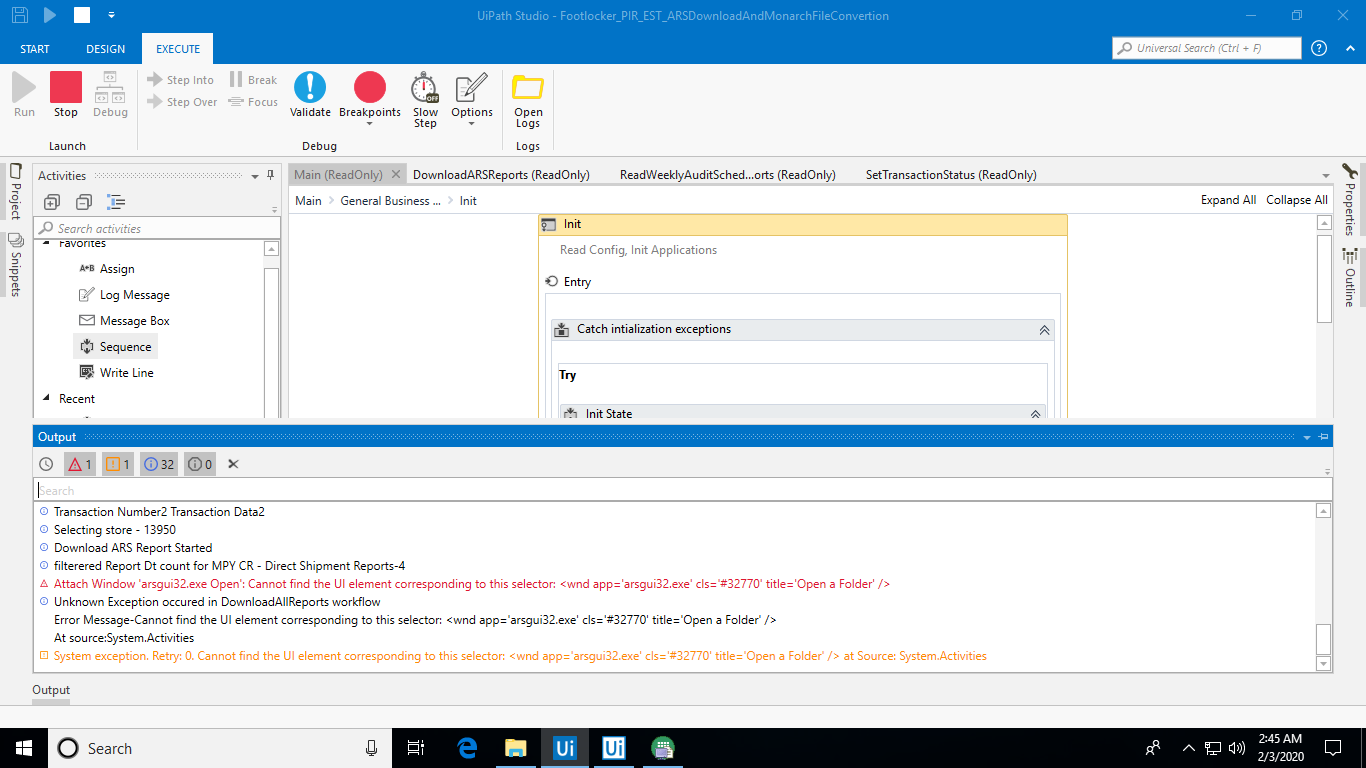 UiPath Studio - Footlocker_PIR_EST_ARSDownloadAndMonarchFileConvertion
START DESIGN EXECUTE
Universal Search (Ctrl + F)
Run
Stop
Debug
Step Into
Step Over
Break
Focus
Validate
Breakpoints
Slow
Step
OFF
Options
Open
Logs
Launch
Debug
Logs
Project
Snippets
Activities
Search activities
Favorites
A+B Assign
Log Message
Message Box
Sequence
Write Line
Recent
Main (ReadOnly) DownloadARSReports (ReadOnly) ReadWeeklyAuditSched...orts (ReadOnly) SetTransactionStatus (ReadOnly)
Main General Business ... Init
Expand All Collapse All
Init
Read Config, Init Applications
Entry
Catch intialization exceptions
Try
Init State
Properties
Outline
Output
1 1 32 0
Search
Transaction Number2 Transaction Data2
Selecting store - 13950
Download ARS Report Started
filterered Report Dt count for MPY CR - Direct Shipment Reports-4
Attach Window 'arsgui32.exe Open': Cannot find the UI element corresponding to this selector: <wnd app='arsgui32.exe' cls='#32770' title='Open a Folder' />
Unknown Exception occured in DownloadAllReports workflow
Error Message-Cannot find the UI element corresponding to this selector: <wnd app='arsgui32.exe' cls='#32770' title='Open a Folder' />
At source:System.Activities
System exception. Retry: 0. Cannot find the UI element corresponding to this selector: <wnd app='arsgui32.exe' cls='#32770' title='Open a Folder' /> at Source: System.Activities
Output
Search
Ui
Ui
2:45 AM
2/3/2020